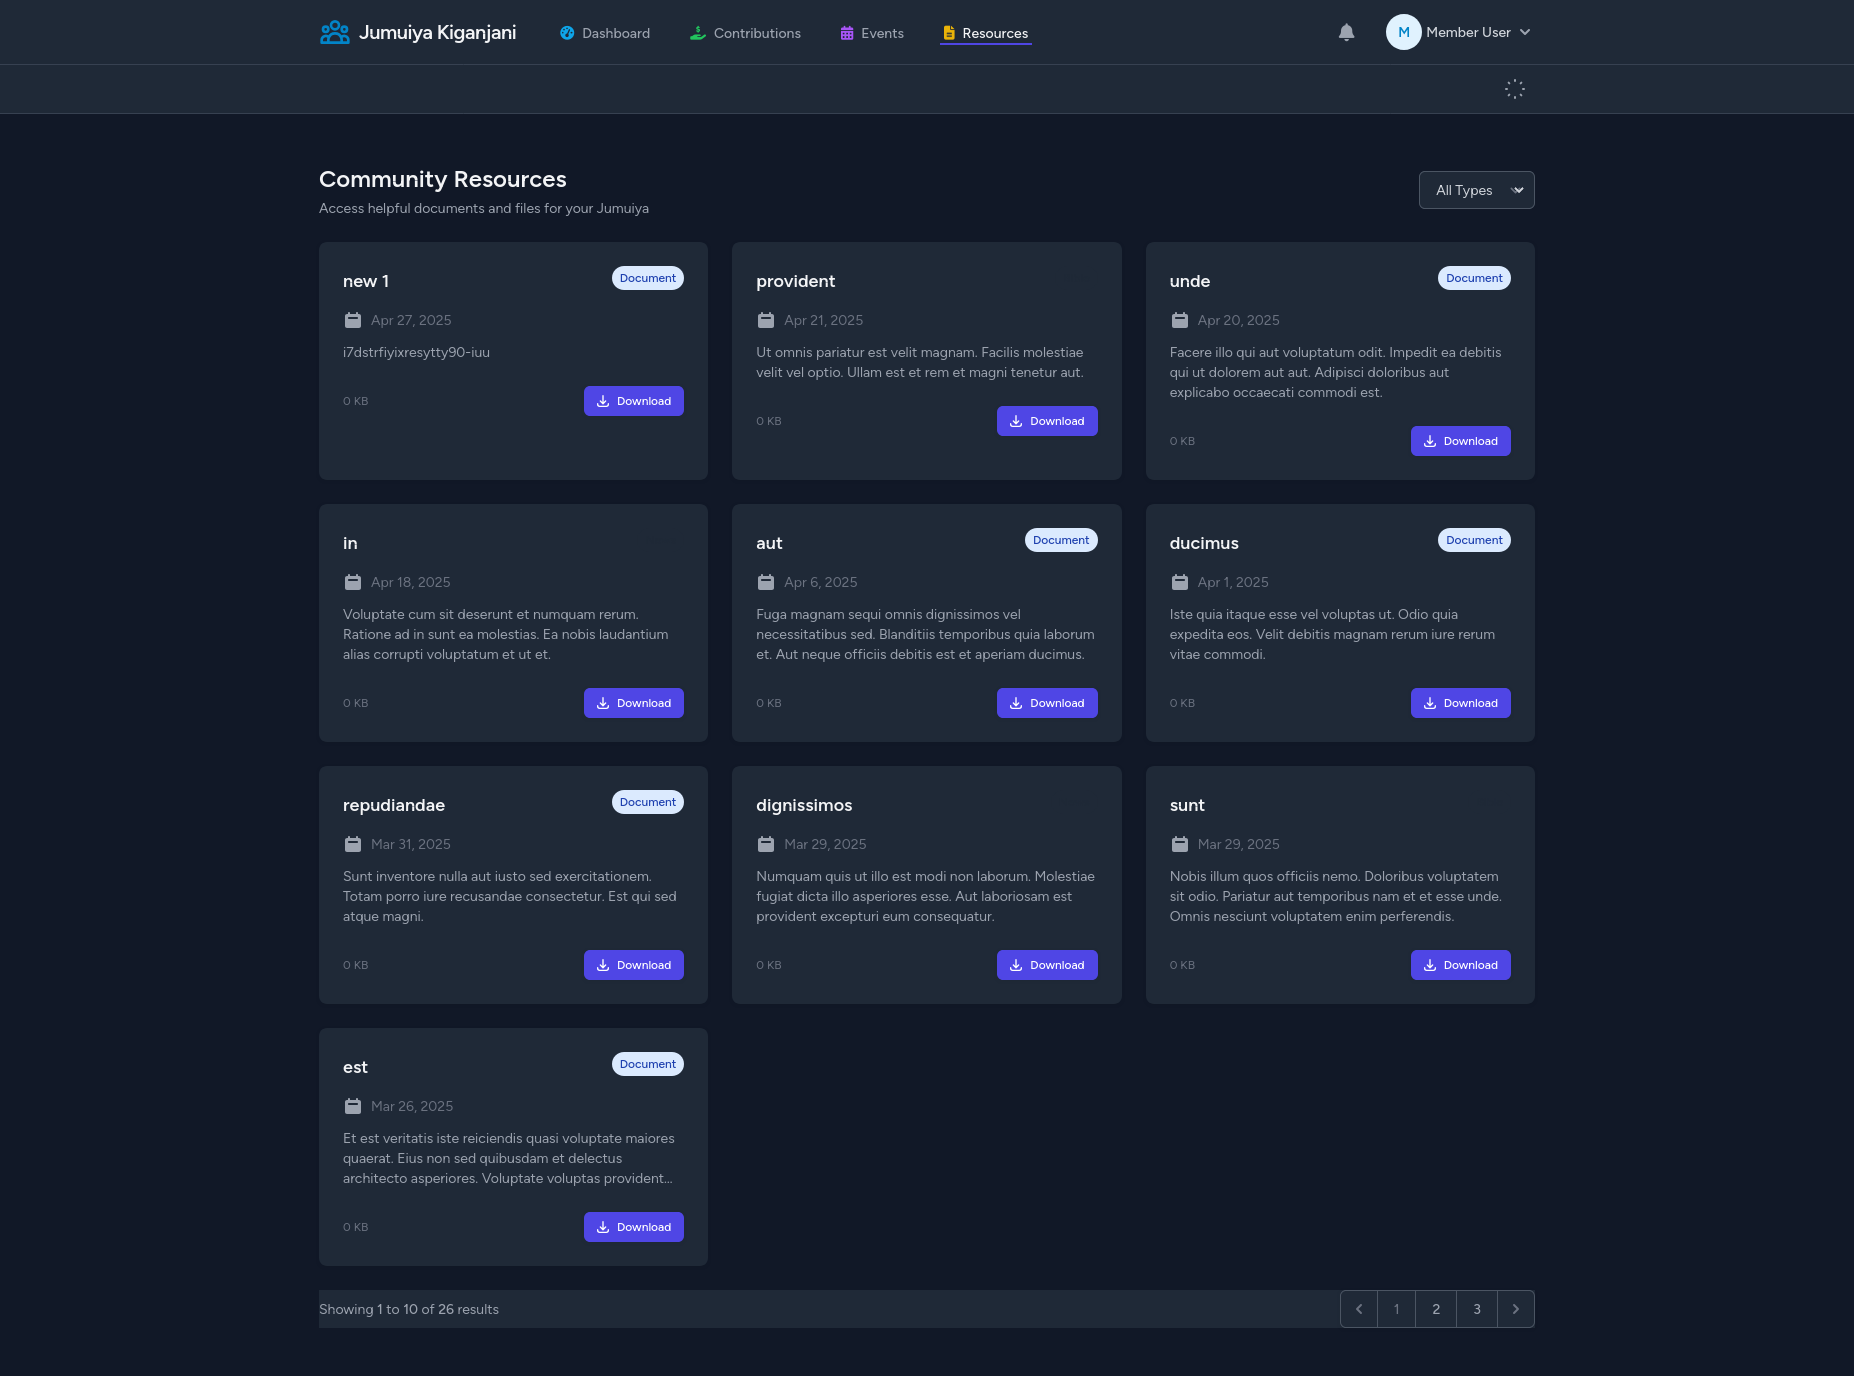 Jumuiya Kiganjani
Dashboard
Contributions
Events
Resources
M
Member User
Community Resources
Access helpful documents and files for your Jumuiya
All Types
new 1
Document
Apr 27, 2025
i7dstrfiyixresytty90-iuu
0 KB
Download
provident
Apr 21, 2025
Ut omnis pariatur est velit magnam. Facilis molestiae
velit vel optio. Ullam est et rem et magni tenetur aut.
0 KB
Download
unde
Document
Apr 20, 2025
Facere illo qui aut voluptatum odit. Impedit ea debitis
qui ut dolorem aut aut. Adipisci doloribus aut
explicabo occaecati commodi est.
0 KB
Download
in
Apr 18, 2025
Voluptate cum sit deserunt et numquam rerum.
Ratione ad in sunt ea molestias. Ea nobis laudantium
alias corrupti voluptatum et ut et.
0 KB
Download
aut
Document
Apr 6, 2025
Fuga magnam sequi omnis dignissimos vel
necessitatibus sed. Blanditiis temporibus quia laborum
et. Aut neque officiis debitis est et aperiam ducimus.
0 KB
Download
ducimus
Document
Apr 1, 2025
Iste quia itaque esse vel voluptas ut. Odio quia
expedita eos. Velit debitis magnam rerum iure rerum
vitae commodi.
0 KB
Download
repudiandae
Document
Mar 31, 2025
Sunt inventore nulla aut iusto sed exercitationem.
Totam porro iure recusandae consectetur. Est qui sed
atque magni.
0 KB
Download
dignissimos
Mar 29, 2025
Numquam quis ut illo est modi non laborum. Molestiae
fugiat dicta illo asperiores esse. Aut laboriosam est
provident excepturi eum consequatur.
0 KB
Download
sunt
Mar 29, 2025
Nobis illum quos officiis nemo. Doloribus voluptatem
sit odio. Pariatur aut temporibus nam et et esse unde.
Omnis nesciunt voluptatem enim perferendis.
0 KB
Download
est
Document
Mar 26, 2025
Et est veritatis iste reiciendis quasi voluptate maiores
quaerat. Eius non sed quibusdam et delectus
architecto asperiores. Voluptate voluptas provident...
0 KB
Download
Showing 1 to 10 of 26 results
1
2
3